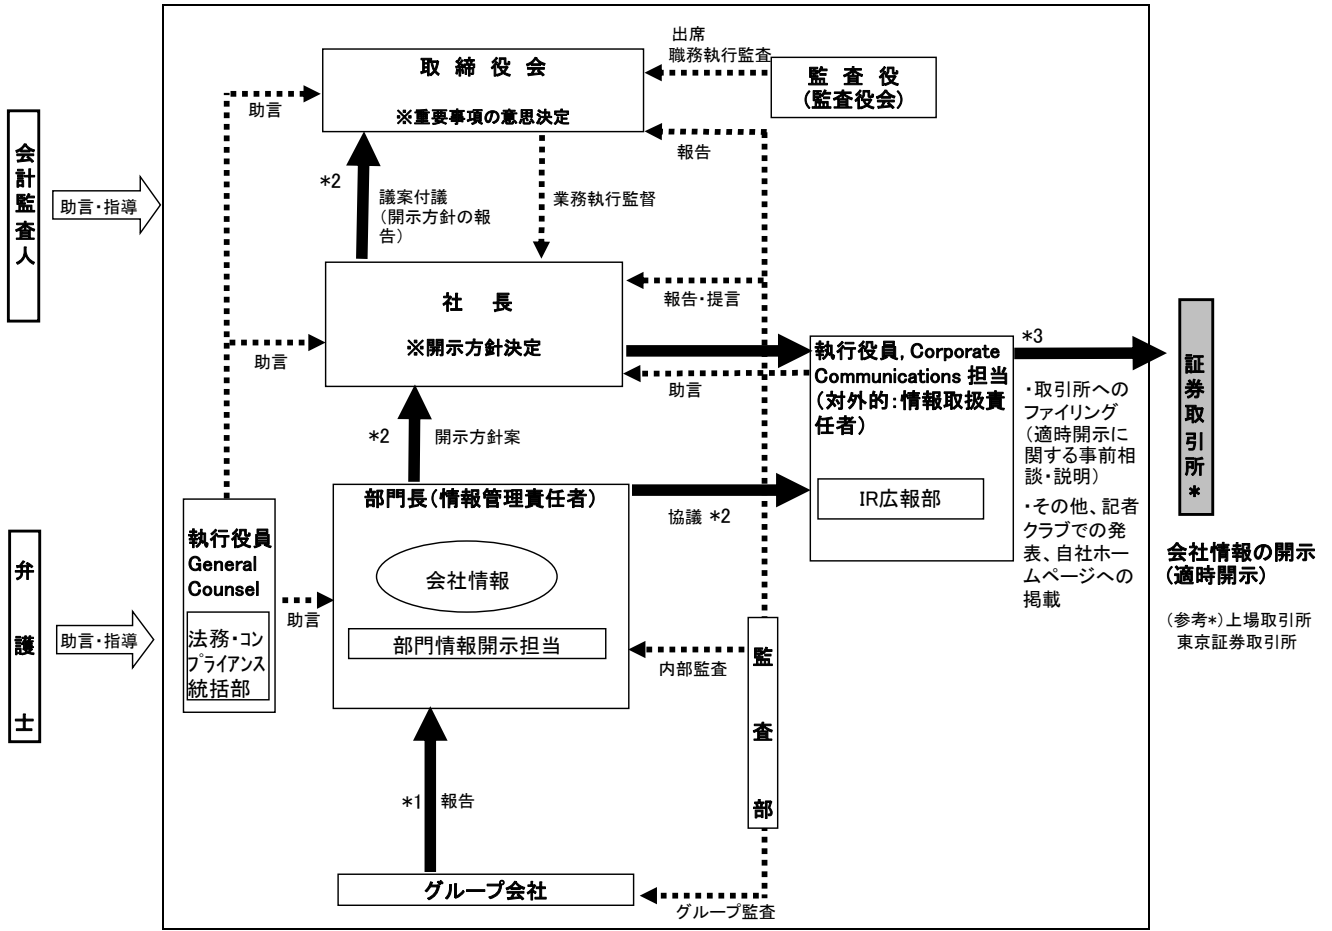 出席
職務執行監査
取 締 役 会
※重要事項の意思決定
監 査 役
(監査役会)
助言
報告
会計監査人
助言・指導
*2
議案付議
(開示方針の報
告)
業務執行監督
社 長
※開示方針決定
報告・提言
助言
助言
執行役員, Corporate
Communications 担当
(対外的:情報取扱責
任者)
IR広報部
*3
・取引所への
ファイリング
(適時開示に
関する事前相
談・説明)
・その他、記者
クラブでの発
表、自社ホー
ムページへの
掲載
証券取引所*
会社情報の開示
(適時開示)
(参考*)上場取引所
東京証券取引所
*2
開示方針案
部門長(情報管理責任者)
会社情報
部門情報開示担当
協議 *2
執行役員
General
Counsel
法務・コン
プライアンス
統括部
助言
弁護士
助言・指導
内部監査
監査部
*1
報告
グループ会社
グループ監査